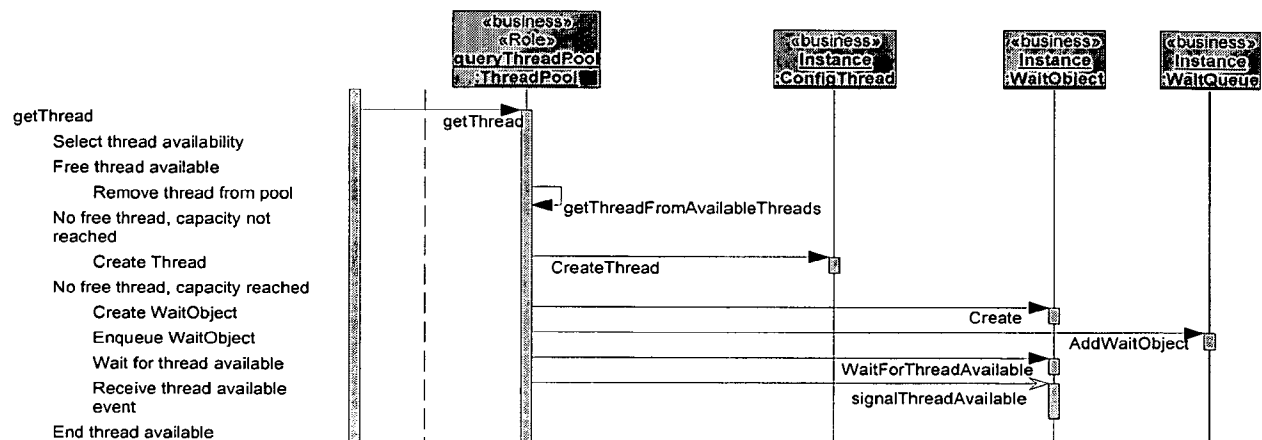 «business»
«Role»
queryThreadPool
:ThreadPool
«business»
Instance
:ConfigThread
«business»
Instance
:WaitObject
«business»
Instance
:WaitQueue
getThread
getThread
Select thread availability
Free thread available
Remove thread from pool
getThreadFromAvailableThreads
No free thread, capacity not
reached
Create Thread
CreateThread
No free thread, capacity reached
Create WaitObject
Create
Enqueue WaitObject
AddWaitObject
Wait for thread available
WaitForThreadAvailable
Receive thread available
event
signalThreadAvailable
End thread available